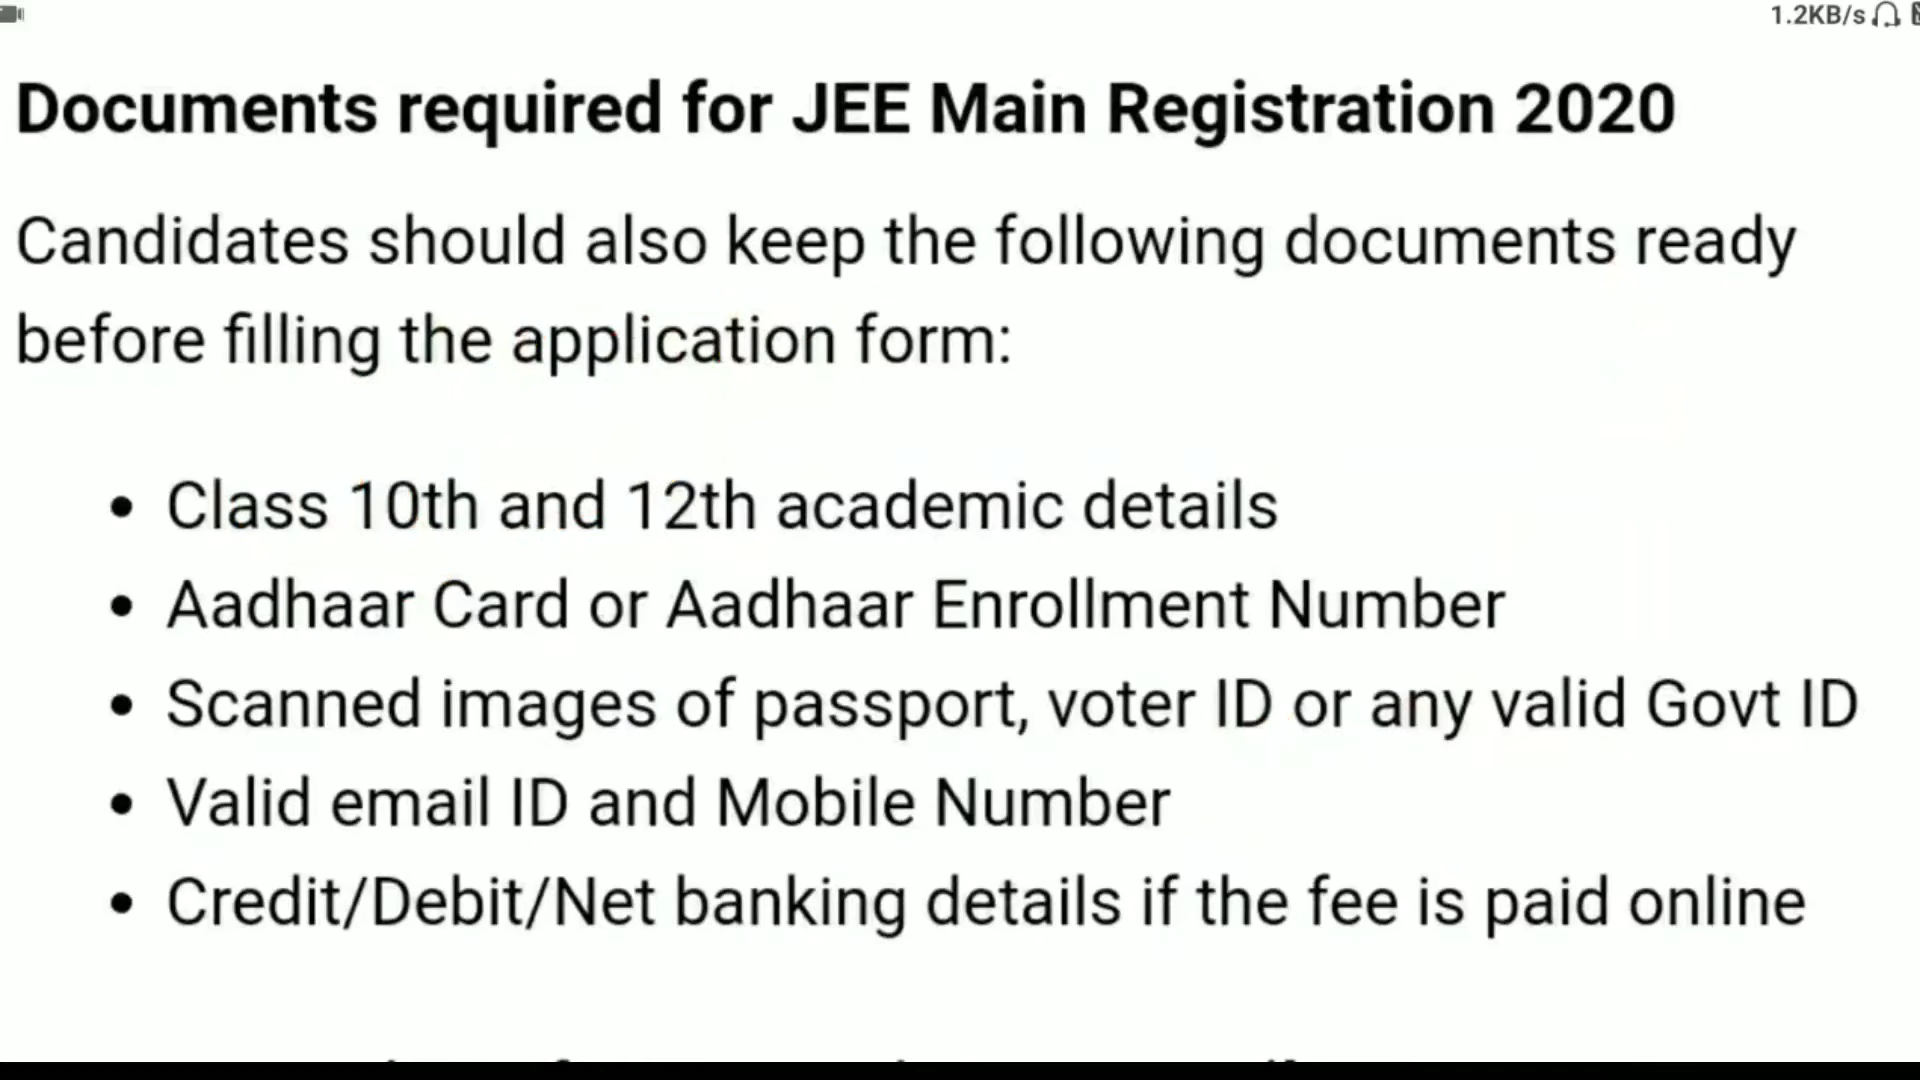 1.2KB/s
Documents required for JEE Main Registration 2020
Candidates should also keep the following documents ready
before filling the application form:
• Class 10th and 12th academic details
• Aadhaar Card or Aadhaar Enrollment Number
• Scanned images of passport, voter ID or any valid Govt ID
• Valid email ID and Mobile Number
• Credit/Debit/Net banking details if the fee is paid online